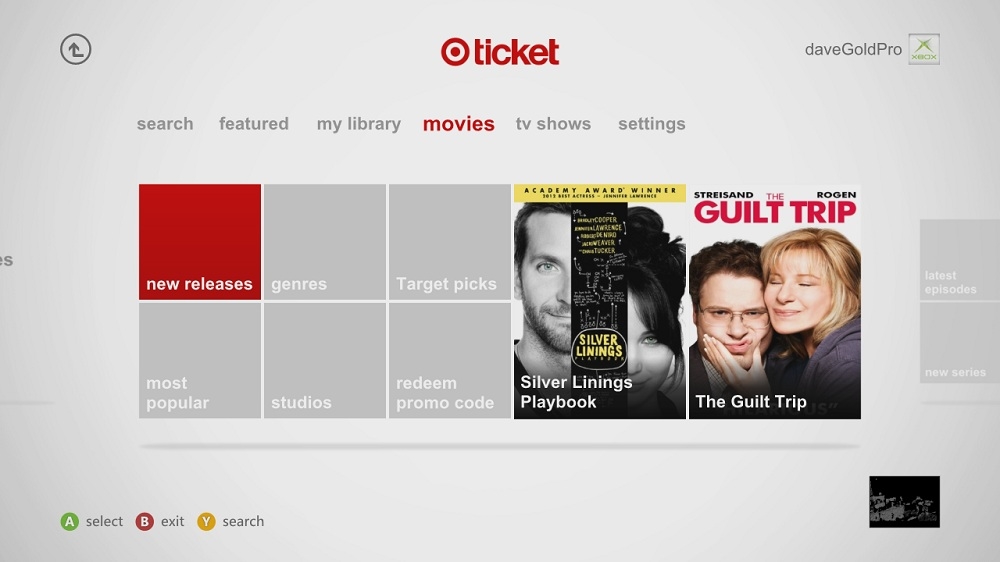 ticket
daveGoldPro
XBOX
search featured my library movies tv shows settings
es
new releases
genres
Target picks
most
popular
studios
redeem
promo code
ACADEMY AWARD WINNER
2012 BEST ACTRESS - JENNIFER LAWRENCE
BRADLEY COOPER
JENNIFER LAWRENCE
ROBERT DE NIRO
JACKI WEAVER
CHRIS TUCKER
SILVER
LININGS
PLAYBOOK
Silver Linings
Playbook
STREISAND ROGEN
THE
GUILT TRIP
The Guilt Trip
latest
episodes
new series
A select B exit Y search